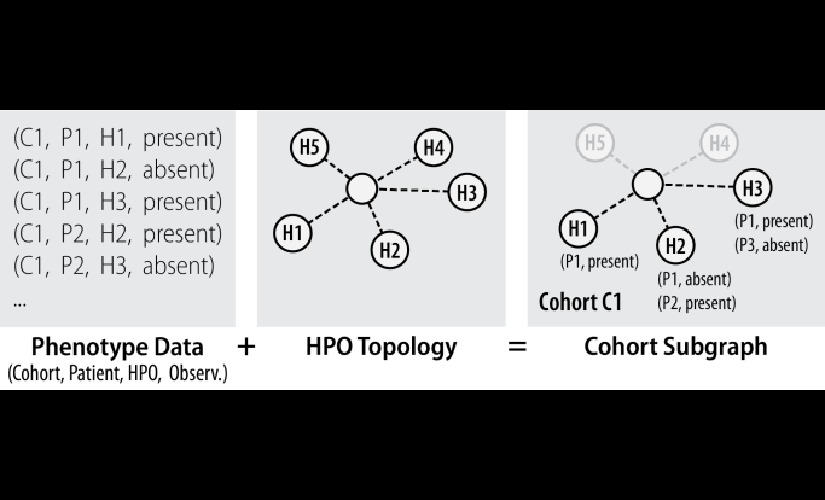 (C1, P1, H1, present)
(C1, P1, H2, absent)
(C1, P1, H3, present)
(C1, P2, H2, present)
(C1, P2, H3, absent)
...
Phenotype Data
(Cohort, Patient, HPO, Observ.)
+
H5
H4
H3
H1
H2
HPO Topology
=
H5
H4
H3
(P1, present)
(P3, absent)
H1
(P1, present)
H2
(P1, absent)
(P2, present)
Cohort C1
Cohort Subgraph